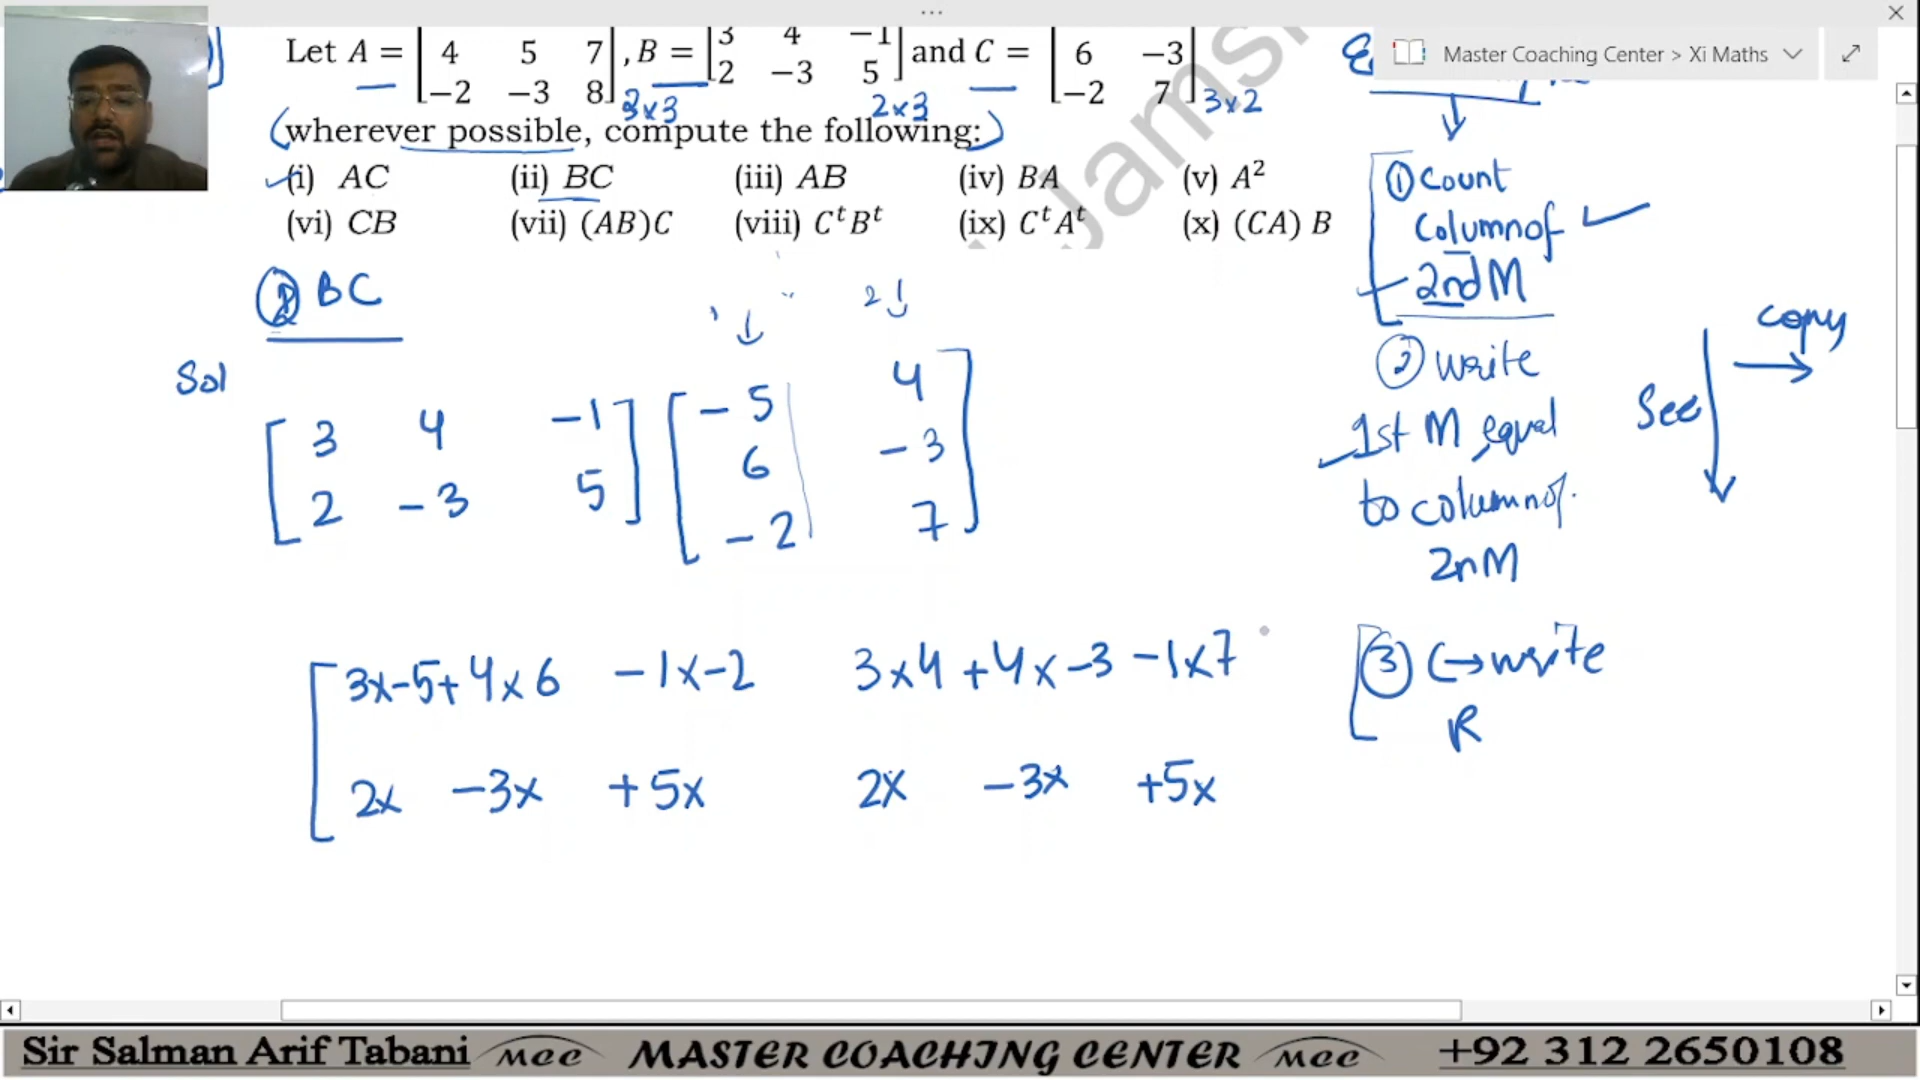 Master Coaching Center > Xi Maths
Let A = [4 5 7 / −2 −3 8], B = [3 4 −1 / 2 −3 5] and C = [6 −3 / −2 7]
3x3 2x3 3x2
(wherever possible, compute the following:)
(i) AC (ii) BC (iii) AB (iv) BA (v) A²
(vi) CB (vii) (AB)C (viii) CᵗBᵗ (ix) CᵗAᵗ (x) (CA) B
Jams
② BC
1 2
Sol
3 4 -1 -5 4
2 -3 5 6 -3
-2 7
3x-5+4x6 -1x-2 3x4+4x-3-1x7
2x -3x +5x 2x -3x +5x
① Count
Column of
2nd M
② write
1st M equal
to column of
2nM
③ C→write
R
See
copy
Sir Salman Arif Tabani MCC MASTER COACHING CENTER MCC +92 312 2650108